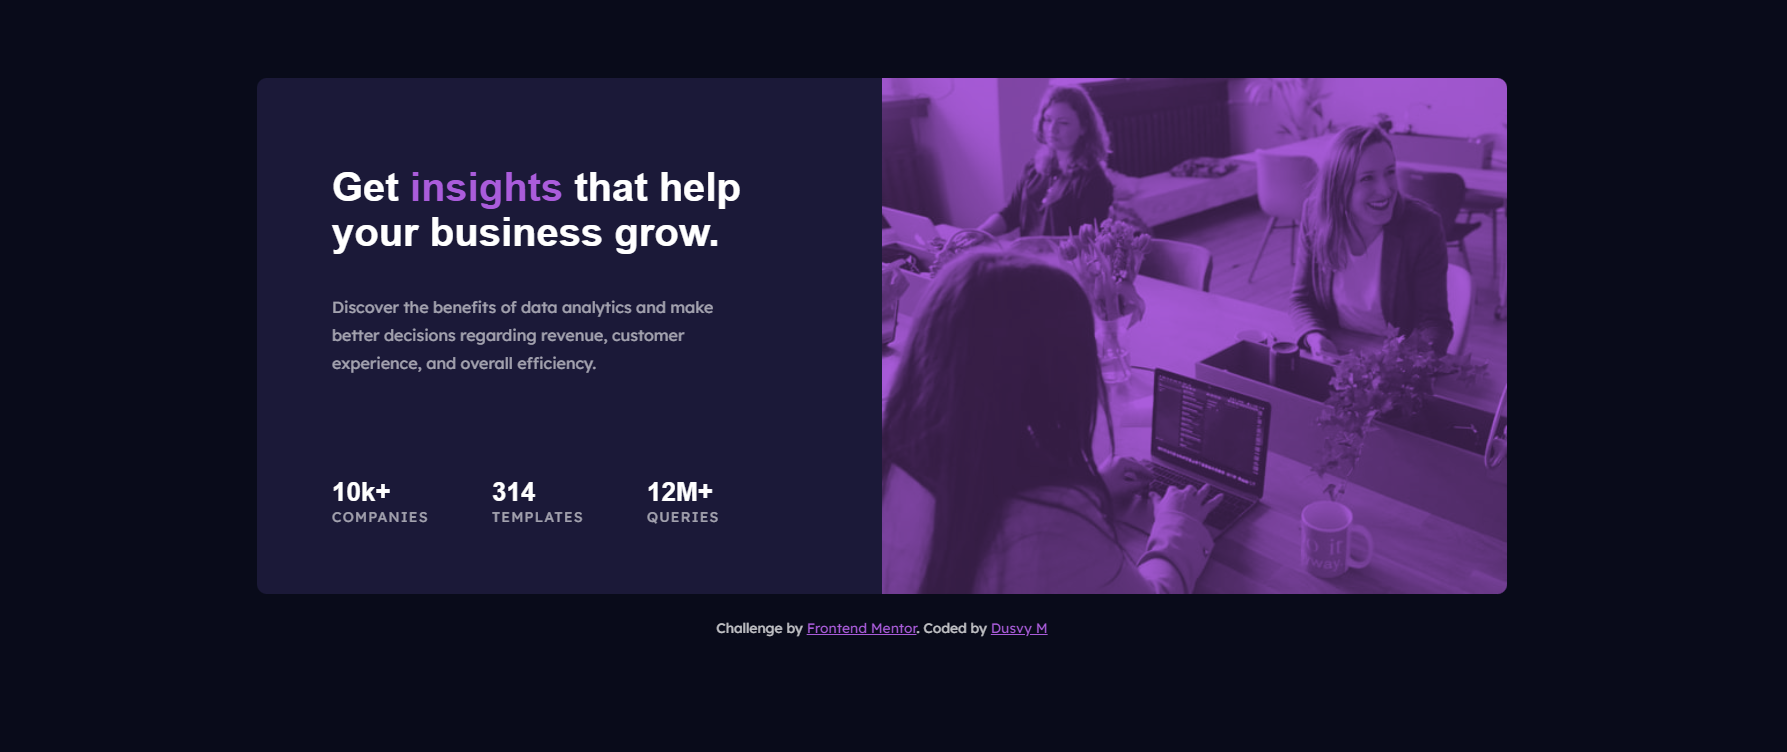 Get insights that help
your business grow.
Discover the benefits of data analytics and make
better decisions regarding revenue, customer
experience, and overall efficiency.
10k+
COMPANIES
314
TEMPLATES
12M+
QUERIES
Challenge by Frontend Mentor. Coded by Dusvy M